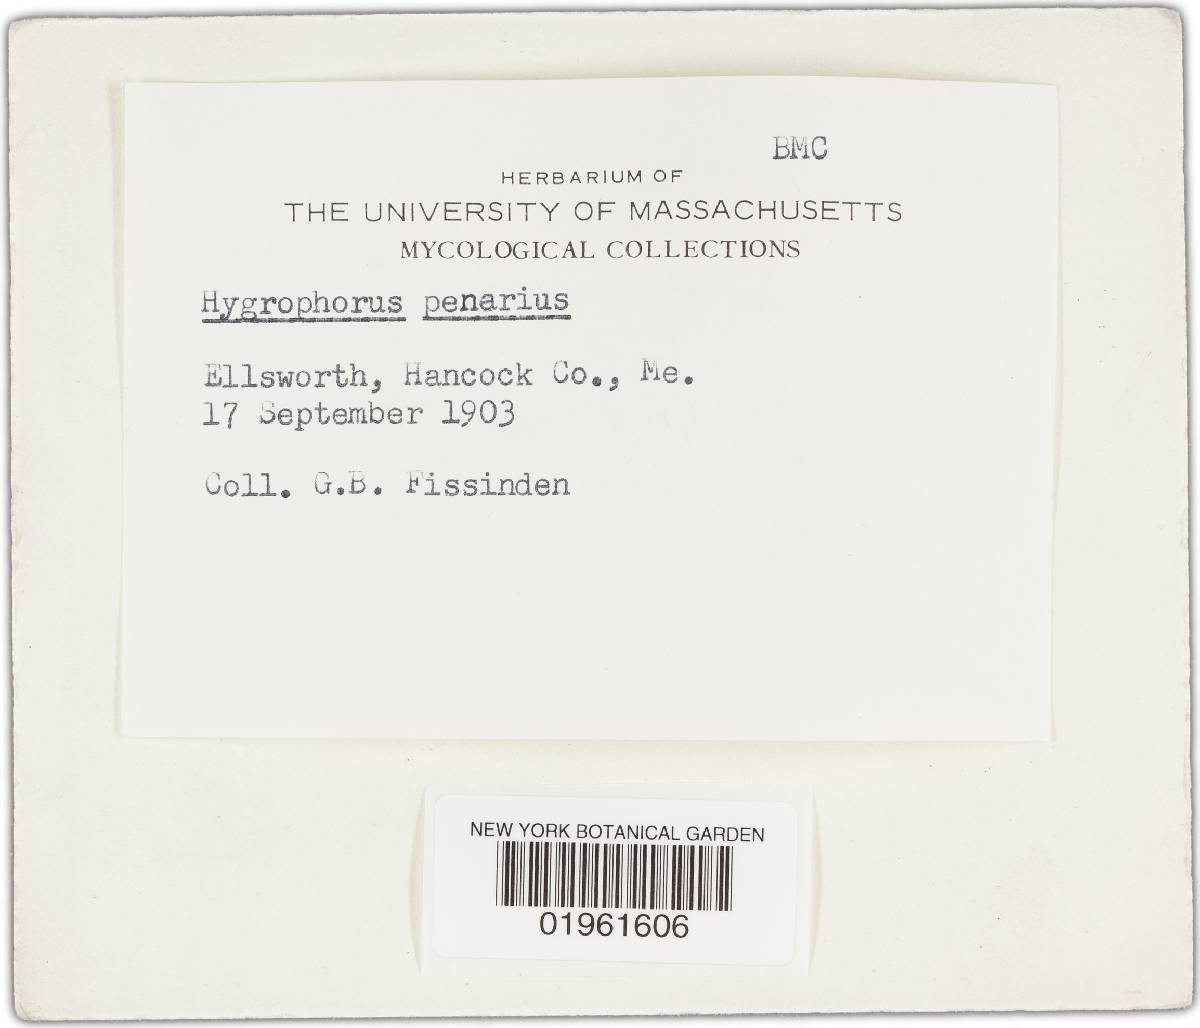 BMC
HERBARIUM OF
THE UNIVERSITY OF MASSACHUSETTS
MYCOLOGICAL COLLECTIONS
Hygrophorus penarius
Ellsworth, Hancock Co., Me.
17 September 1903
Coll. G.B. Fissinden
NEW YORK BOTANICAL GARDEN
01961606